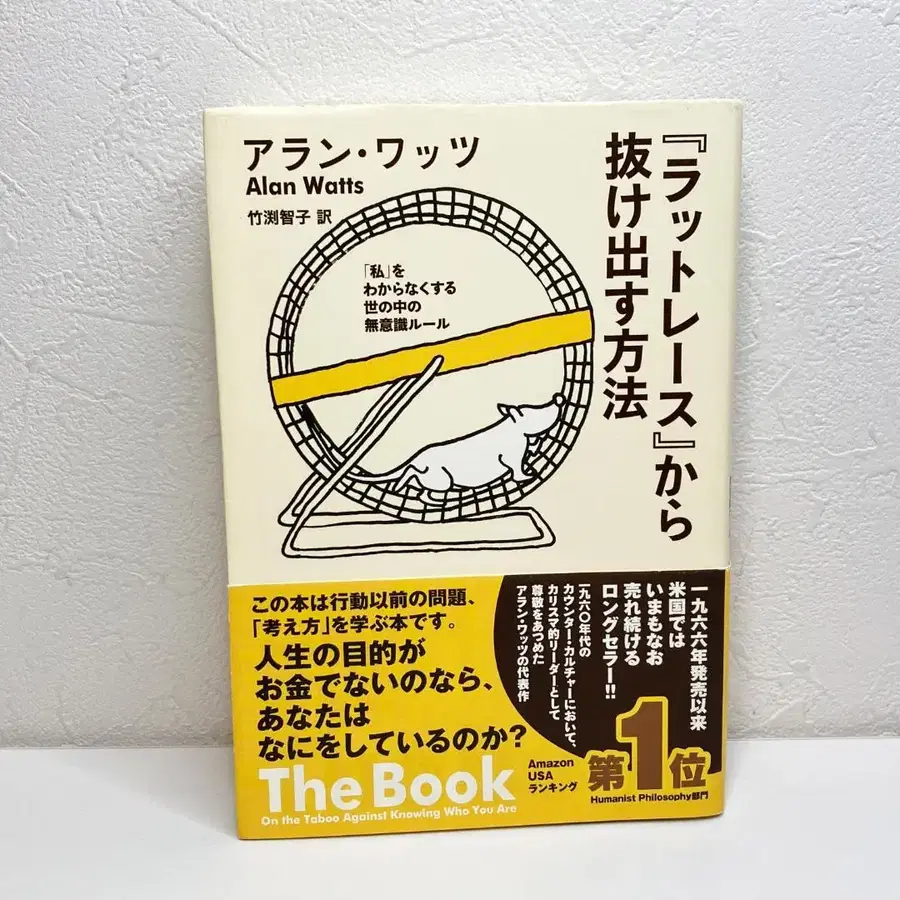 アラン・ワッツ
Alan Watts
竹渕智子 訳
『ラットレース』から
抜け出す方法
「私」を
わからなくする
世の中の
無意識ルール
この本は行動以前の問題、
「考え方」を学ぶ本です。
人生の目的が
お金でないのなら、
あなたは
なにをしているのか?
The Book
On the Taboo Against Knowing Who You Are
一九六六年発売以来
米国では
いまもなお
売れ続ける
ロングセラー!!
一九六〇年代の
カウンター・カルチャーにおいて、
カリスマ的リーダーとして
尊敬をあつめた
アラン・ワッツの代表作
Amazon
USA
ランキング
第1位
Humanist Philosophy部門